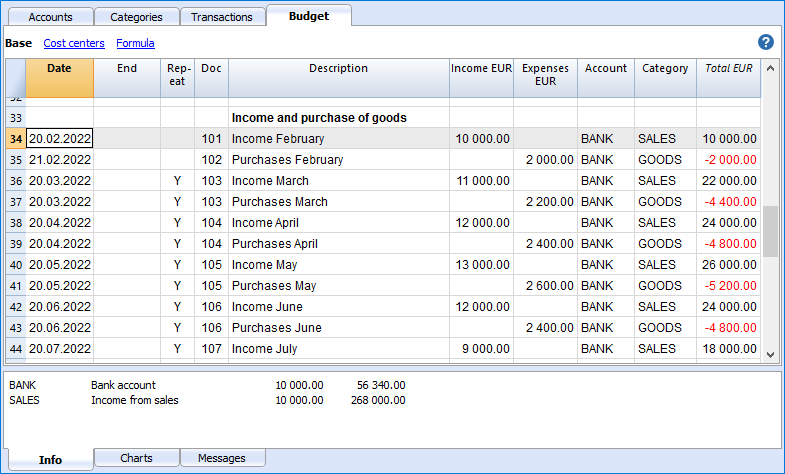 Accounts Categories Transactions Budget
Base Cost centers Formula ?
Date End Rep-eat Doc Description Income EUR Expenses EUR Account Category Total EUR
33 Income and purchase of goods
34 20.02.2022 101 Income February 10 000.00 BANK SALES 10 000.00
35 21.02.2022 102 Purchases February 2 000.00 BANK GOODS -2 000.00
36 20.03.2022 Y 103 Income March 11 000.00 BANK SALES 22 000.00
37 20.03.2022 Y 103 Purchases March 2 200.00 BANK GOODS -4 400.00
38 20.04.2022 Y 104 Income April 12 000.00 BANK SALES 24 000.00
39 20.04.2022 Y 104 Purchases April 2 400.00 BANK GOODS -4 800.00
40 20.05.2022 Y 105 Income May 13 000.00 BANK SALES 26 000.00
41 20.05.2022 Y 105 Purchases May 2 600.00 BANK GOODS -5 200.00
42 20.06.2022 Y 106 Income June 12 000.00 BANK SALES 24 000.00
43 20.06.2022 Y 106 Purchases June 2 400.00 BANK GOODS -4 800.00
44 20.07.2022 Y 107 Income July 9 000.00 BANK SALES 18 000.00
BANK Bank account 10 000.00 56 340.00
SALES Income from sales 10 000.00 268 000.00
Info Charts Messages